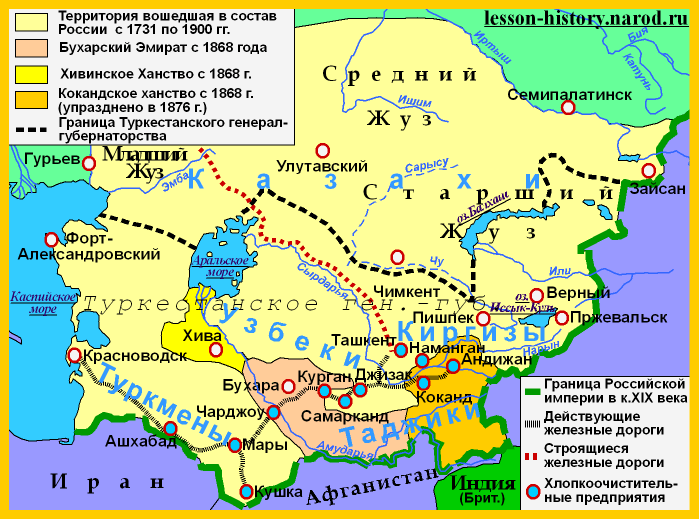 Территория вошедшая в состав
России с 1731 по 1900 гг.
Бухарский Эмират с 1868 года
Хивинское Ханство с 1868 г.
Кокандское ханство с 1868 г.
(упразднено в 1876 г.)
Граница Туркестанского генерал-
губернаторства
lesson-history.narod.ru
Иртыш
Обь
Катунь
Средний
Жуз
Ишим
Семипалатинск
Гурьев
Младший
Жуз
Эмба
Улутавский
Сарысу
Казахи
Старший
Жуз
оз.Балхаш
Зайсан
Форт-
Александровский
Аральское
море
Сырдарья
Чу
Или
Каспийское
море
Туркестанское ген.-губ.
Чимкент
оз.
Иссык-Куль
Верный
Пишпек
Пржевальск
Узбеки
Киргизы
Нарын
Хива
Ташкент
Наманган
Андижан
Красноводск
Туркмены
Бухара
Курган
Джизак
Коканд
Чарджоу
Самарканд
Таджики
Ашхабад
Мары
Амударья
Кушка
Иран
Афганистан
Индия
(Брит.)
Граница Российской
империи в к.XIX века
Действующие
железные дороги
Строящиеся
железные дороги
Хлопкоочиститель-
ные предприятия